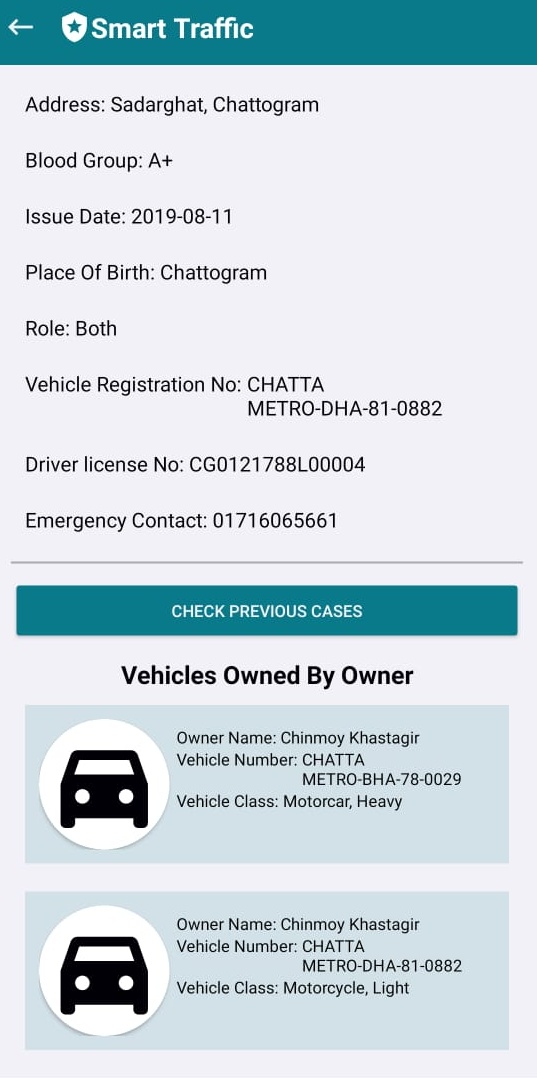 Smart Traffic
Address: Sadarghat, Chattogram
Blood Group: A+
Issue Date: 2019-08-11
Place Of Birth: Chattogram
Role: Both
Vehicle Registration No: CHATTA
METRO-DHA-81-0882
Driver license No: CG0121788L00004
Emergency Contact: 01716065661
CHECK PREVIOUS CASES
Vehicles Owned By Owner
Owner Name: Chinmoy Khastagir
Vehicle Number: CHATTA
METRO-BHA-78-0029
Vehicle Class: Motorcar, Heavy
Owner Name: Chinmoy Khastagir
Vehicle Number: CHATTA
METRO-DHA-81-0882
Vehicle Class: Motorcycle, Light